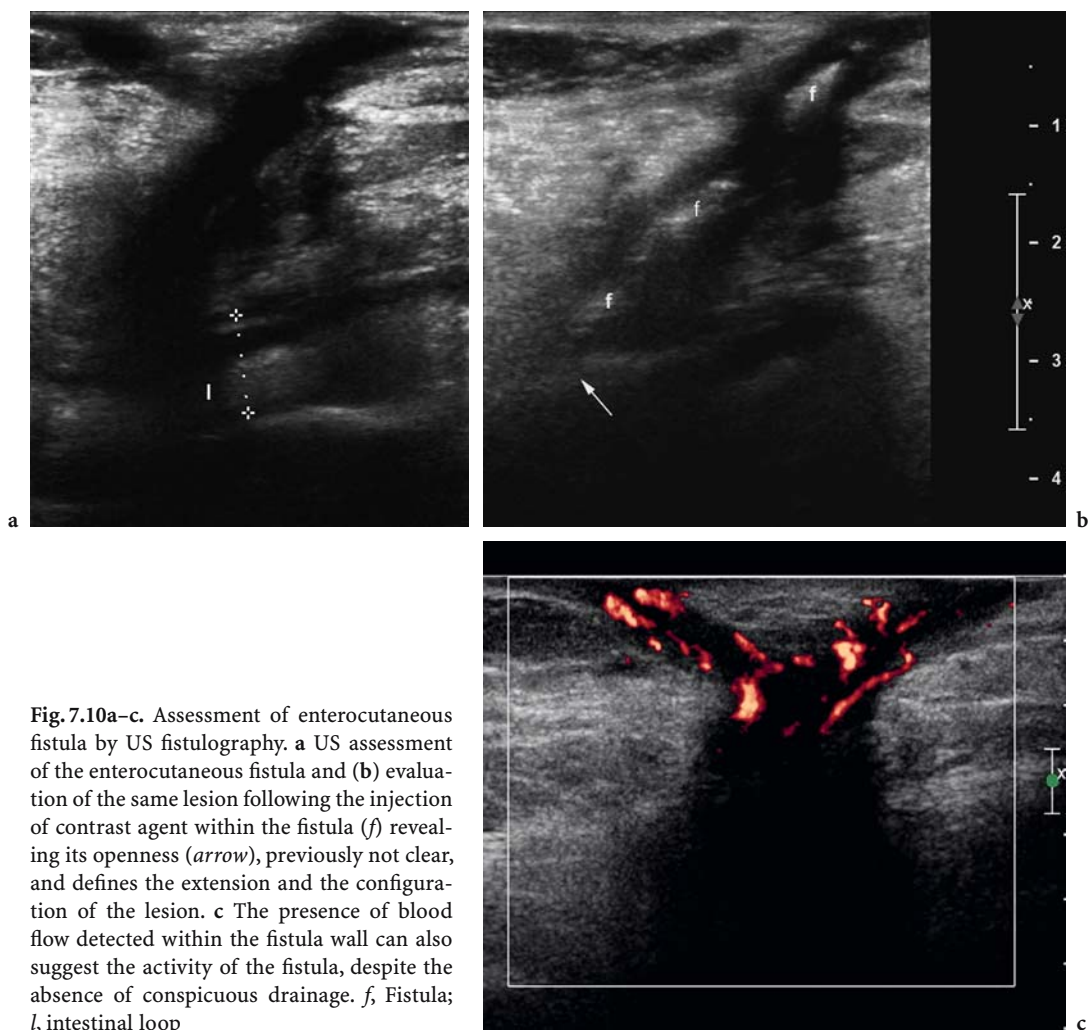 l
a
f
f
f
1
2
x
3
4
b
Fig. 7.10a–c. Assessment of enterocutaneous
fistula by US fistulography. a US assessment
of the enterocutaneous fistula and (b) evalua-
tion of the same lesion following the injection
of contrast agent within the fistula (f) reveal-
ing its openness (arrow), previously not clear,
and defines the extension and the configura-
tion of the lesion. c The presence of blood
flow detected within the fistula wall can also
suggest the activity of the fistula, despite the
absence of conspicuous drainage. f, Fistula;
l, intestinal loop
x
c